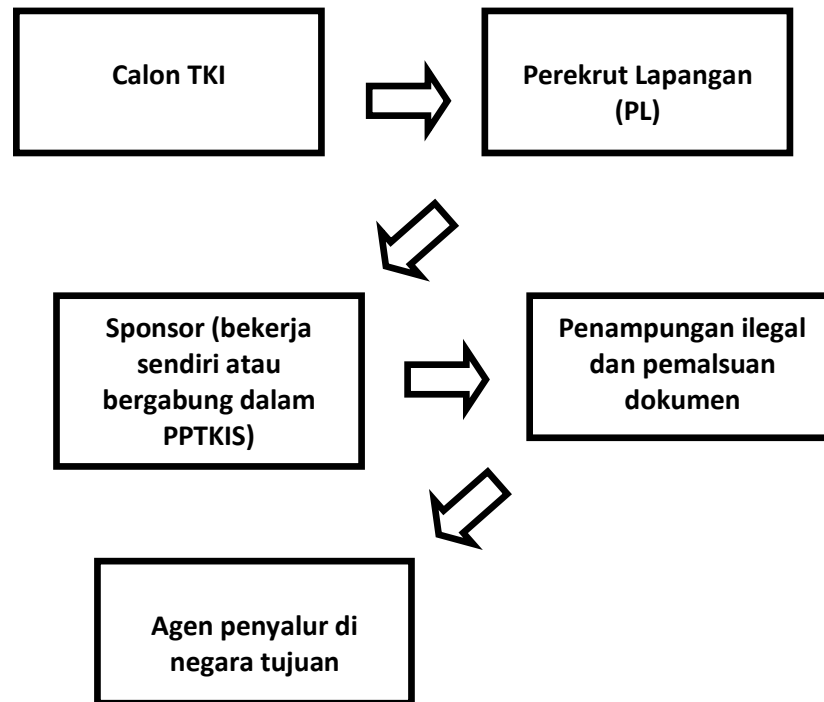 Calon TKI
Perekrut Lapangan
(PL)
Sponsor (bekerja
sendiri atau
bergabung dalam
PPTKIS)
Penampungan ilegal
dan pemalsuan
dokumen
Agen penyalur di
negara tujuan